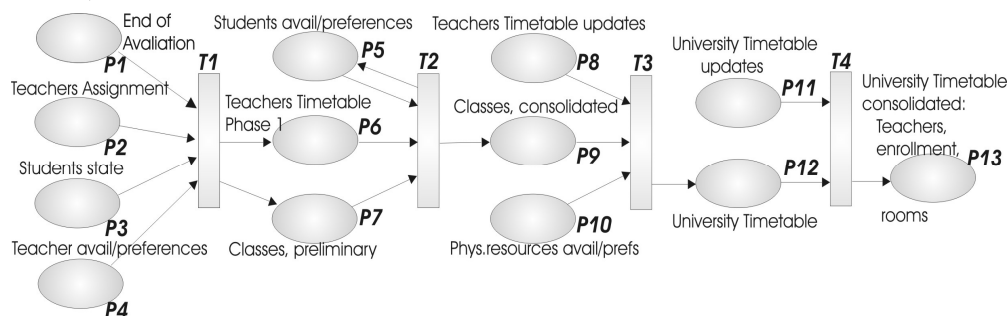 End of
Avaliation
P1
Teachers Assignment
P2
Students state
P3
Teacher avail/preferences
P4
T1
Students avail/preferences
P5
Teachers Timetable
Phase 1
P6
P7
Classes, preliminary
T2
Teachers Timetable updates
P8
Classes, consolidated
P9
P10
Phys.resources avail/prefs
T3
University Timetable
updates
P11
P12
University Timetable
T4
University Timetable
consolidated:
Teachers,
enrollment,
P13
rooms